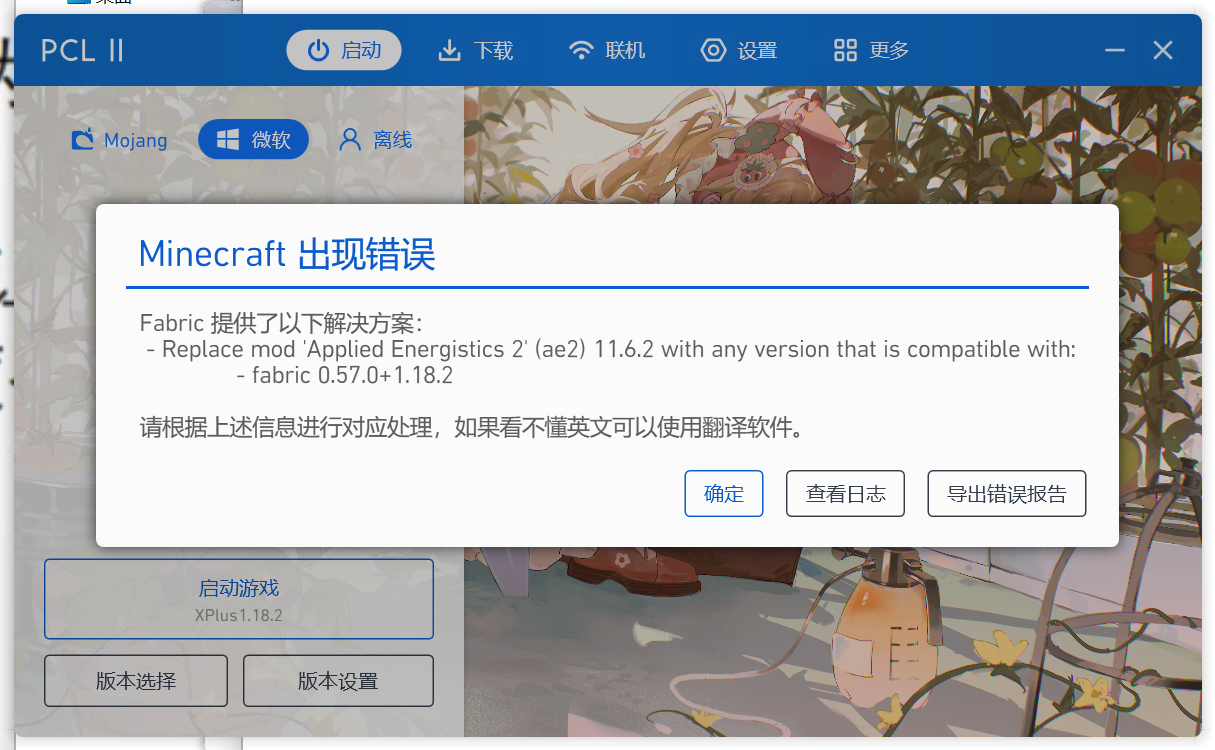 桌面
PCL II
启动
下载
联机
设置
更多
Mojang
微软
离线
Minecraft 出现错误
Fabric 提供了以下解决方案：
- Replace mod 'Applied Energistics 2' (ae2) 11.6.2 with any version that is compatible with:
- fabric 0.57.0+1.18.2
请根据上述信息进行对应处理，如果看不懂英文可以使用翻译软件。
确定
查看日志
导出错误报告
启动游戏
XPlus1.18.2
版本选择
版本设置